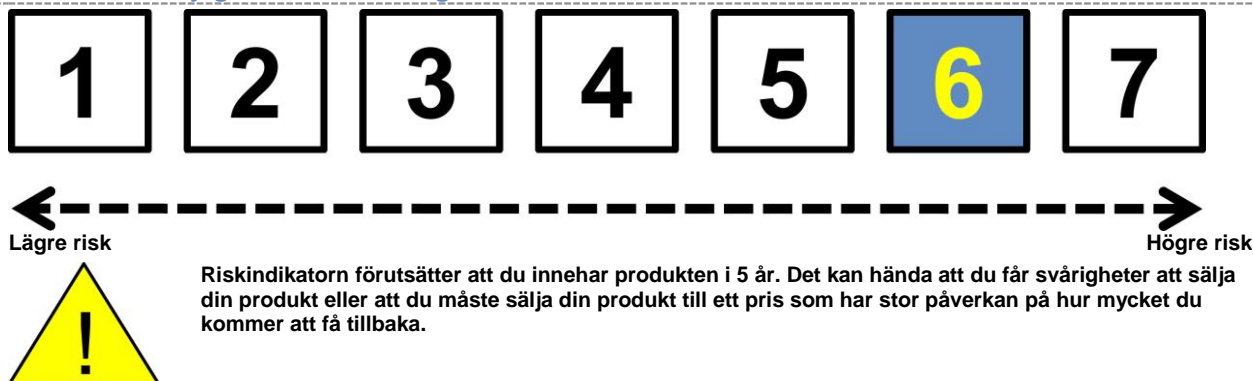 1 2 3 4 5 6 7
Lägre risk Högre risk
Riskindikatorn förutsätter att du innehar produkten i 5 år. Det kan hända att du får svårigheter att sälja
din produkt eller att du måste sälja din produkt till ett pris som har stor påverkan på hur mycket du
kommer att få tillbaka.
!